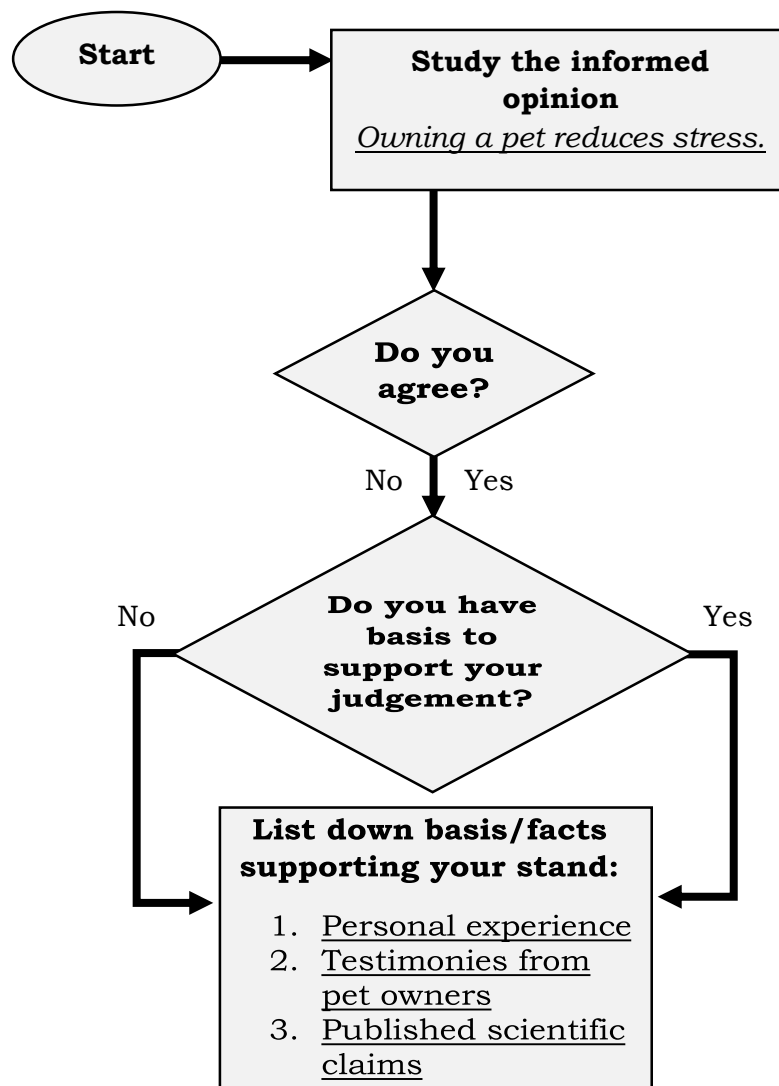 Start
Study the informed
opinion
Owning a pet reduces stress.
Do you
agree?
No Yes
No
Yes
Do you have
basis to
support your
judgement?
List down basis/facts
supporting your stand:
1. Personal experience
2. Testimonies from
pet owners
3. Published scientific
claims